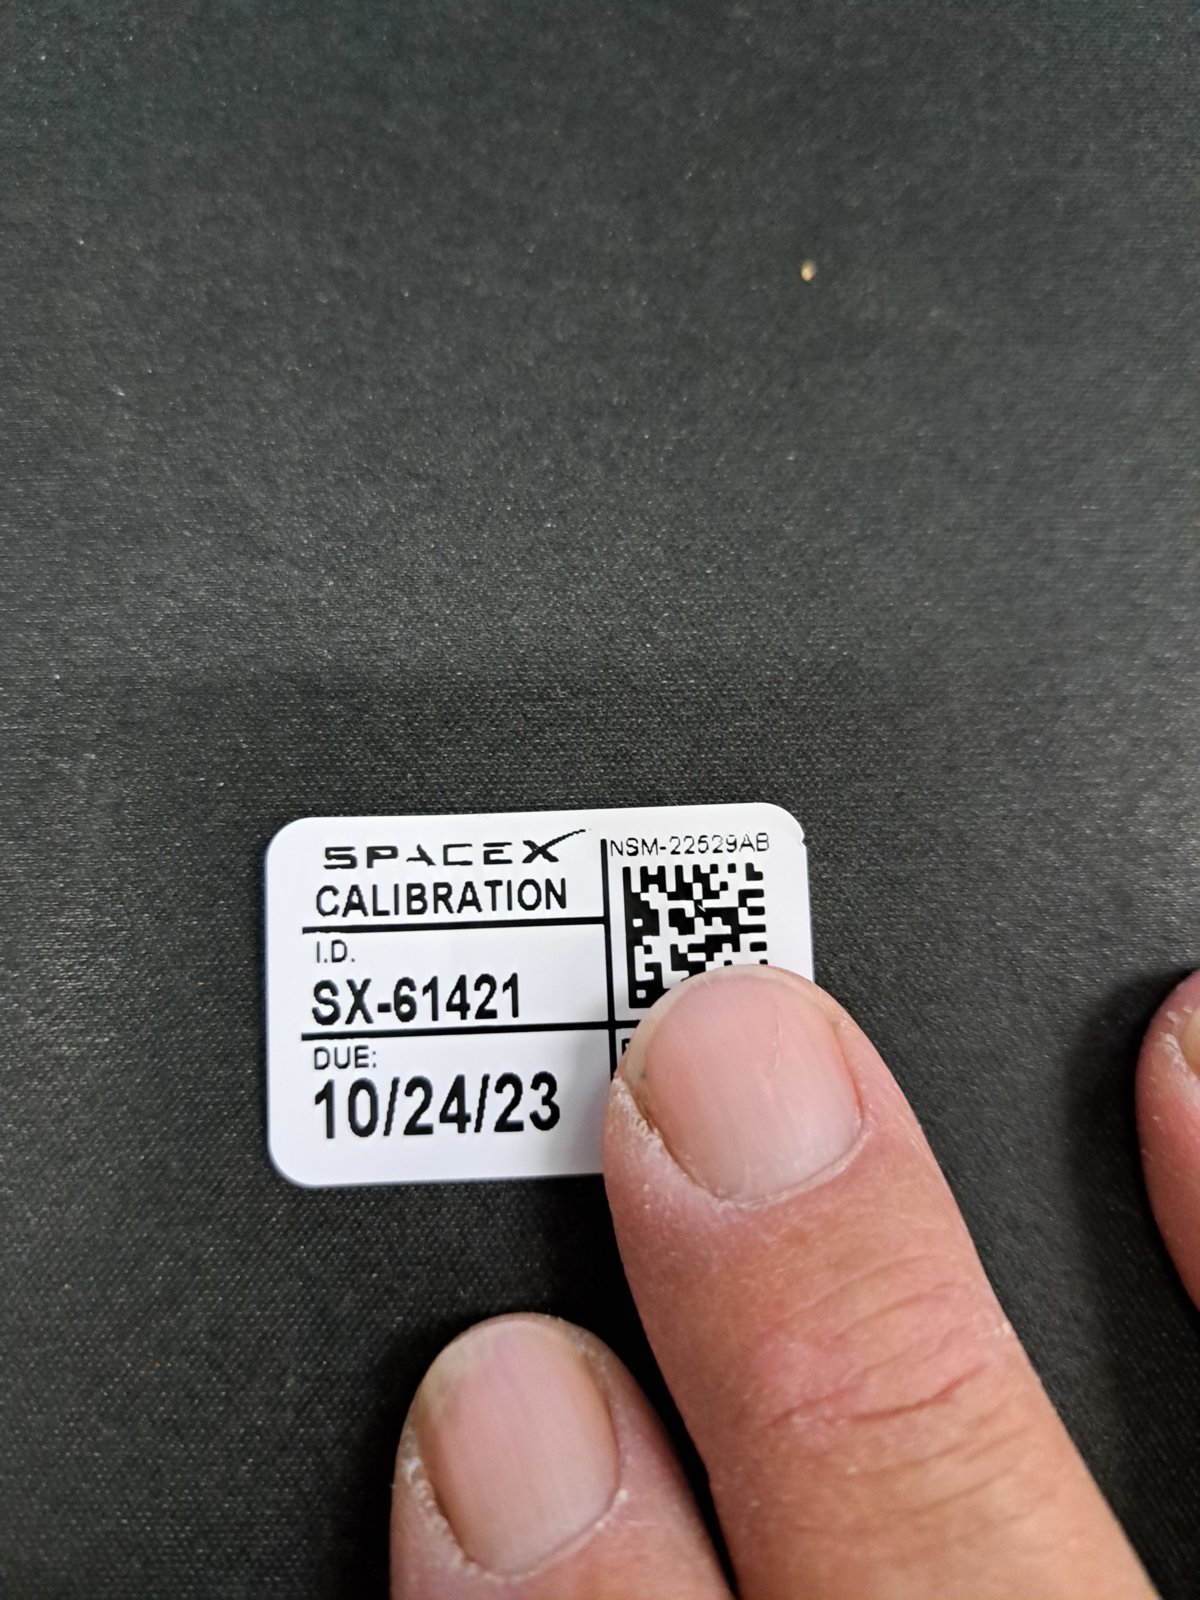 SPACEX
CALIBRATION
I.D.
SX-61421
DUE:
10/24/23
NSM-22529AB